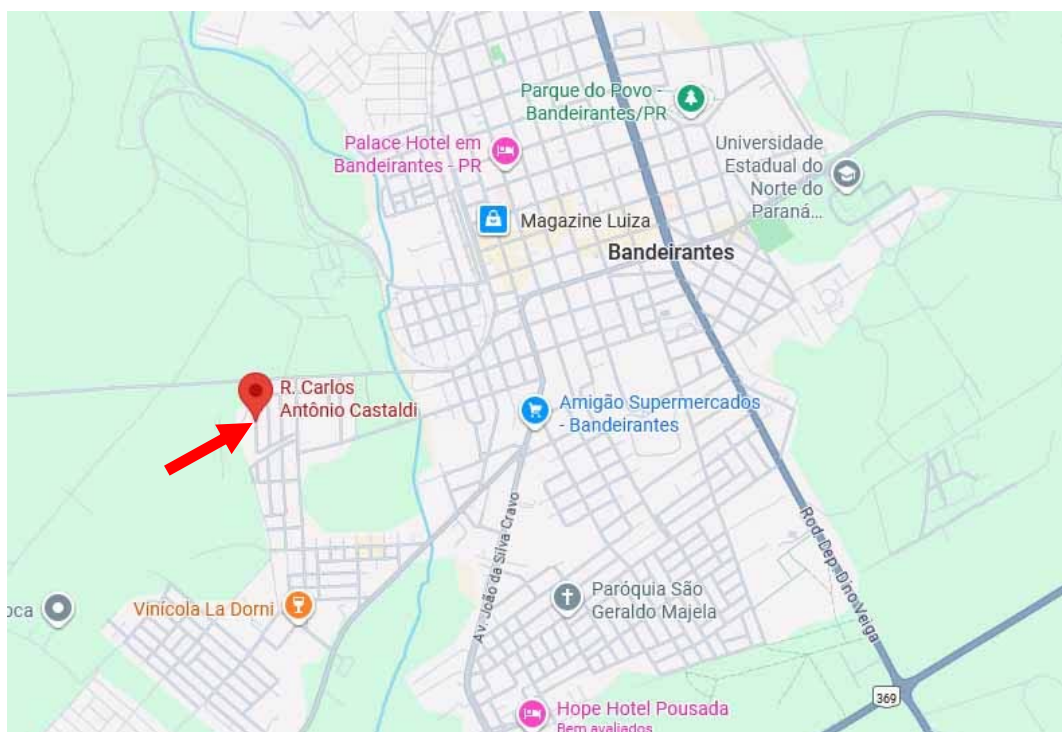 Parque do Povo -
Bandeirantes/PR
Palace Hotel em
Bandeirantes - PR
Universidade
Estadual do
Norte do
Paraná...
Magazine Luiza
Bandeirantes
R. Carlos
Antônio Castaldi
Amigão Supermercados
- Bandeirantes
Av. João da Silva Cravo
Rod. Dep. Dino Veiga
Paróquia São
Geraldo Majela
oca
Vinícola La Dorni
369
Hope Hotel Pousada
Bem avaliados